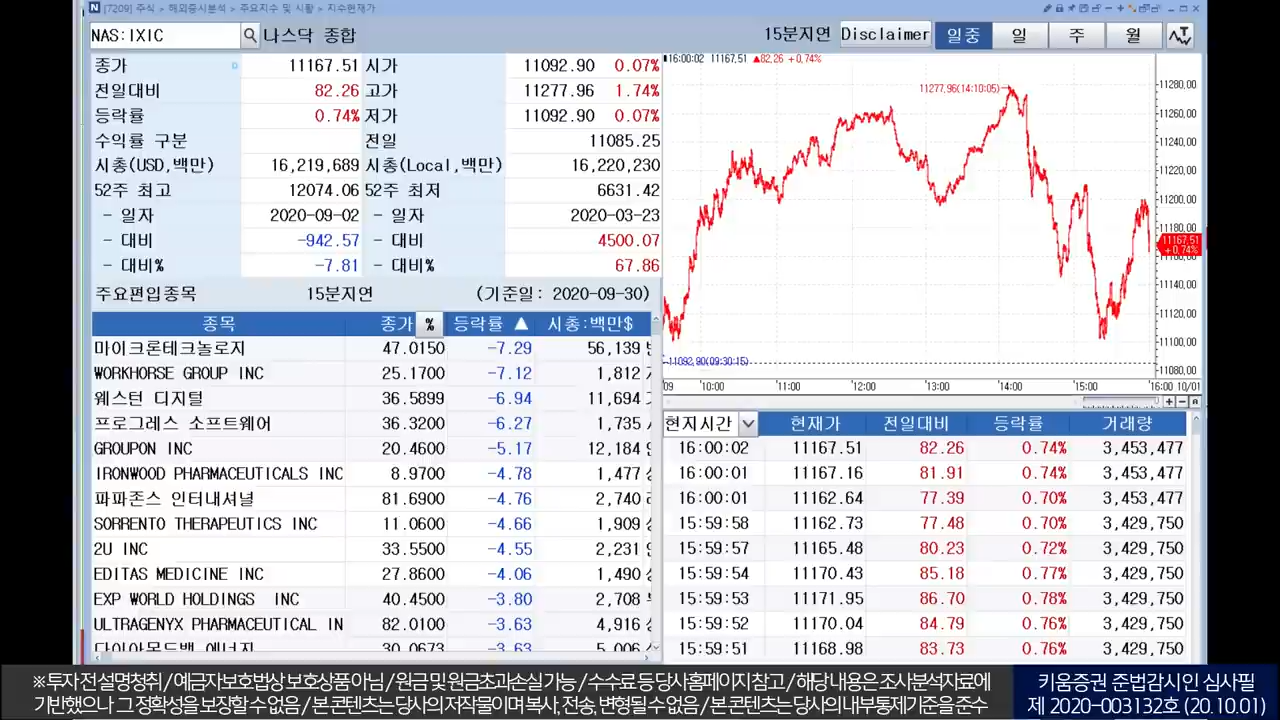 [7209] 주식 > 해외증시분석 > 주요지수 및 시황 > 지수현재가
NAS:IXIC 나스닥 종합 15분지연 Disclaimer 일중 일 주 월
종가 11167.51 시가 11092.90 0.07%
전일대비 82.26 고가 11277.96 1.74%
등락률 0.74% 저가 11092.90 0.07%
수익률 구분 전일 11085.25
시총(USD,백만) 16,219,689 시총(Local,백만) 16,220,230
52주 최고 12074.06 52주 최저 6631.42
- 일자 2020-09-02 - 일자 2020-03-23
- 대비 -942.57 - 대비 4500.07
- 대비% -7.81 - 대비% 67.86
주요편입종목 15분지연 (기준일: 2020-09-30)
종목 종가 % 등락률 ▲ 시총:백만$
마이크론테크놀로지 47.0150 -7.29 56,139
WORKHORSE GROUP INC 25.1700 -7.12 1,812
웨스턴 디지털 36.5899 -6.94 11,694
프로그레스 소프트웨어 36.3200 -6.27 1,735
GROUPON INC 20.4600 -5.17 12,184
IRONWOOD PHARMACEUTICALS INC 8.9700 -4.78 1,477
파파존스 인터내셔널 81.6900 -4.76 2,740
SORRENTO THERAPEUTICS INC 11.0600 -4.66 1,909
2U INC 33.5500 -4.55 2,231
EDITAS MEDICINE INC 27.8600 -4.06 1,490
EXP WORLD HOLDINGS INC 40.4500 -3.80 2,708
ULTRAGENYX PHARMACEUTICAL IN 82.0100 -3.63 4,916
다이아몬드백 에너지 30.0673 -3.63 5,006
16:00:02 11167.51 ▲82.26 +0.74%
11277.96(14:10:05)
11092.90(09:30:15)
11280.00
11260.00
11240.00
11220.00
11200.00
11180.00
11167.51
+0.74%
11160.00
11140.00
11120.00
11100.00
11080.00
09 10:00 11:00 12:00 13:00 14:00 15:00 16:00 10/01
현지시간 현재가 전일대비 등락률 거래량
16:00:02 11167.51 82.26 0.74% 3,453,477
16:00:01 11167.16 81.91 0.74% 3,453,477
16:00:01 11162.64 77.39 0.70% 3,453,477
15:59:58 11162.73 77.48 0.70% 3,429,750
15:59:57 11165.48 80.23 0.72% 3,429,750
15:59:54 11170.43 85.18 0.77% 3,429,750
15:59:53 11171.95 86.70 0.78% 3,429,750
15:59:52 11170.04 84.79 0.76% 3,429,750
15:59:51 11168.98 83.73 0.76% 3,429,750
※ 투자 전 설명청취 / 예금자보호법상 보호상품 아님 / 원금 및 원금초과손실 가능 / 수수료 등 당사 홈페이지 참고 / 해당 내용은 조사분석자료에
기반했으나 그 정확성을 보장할 수 없음 / 본 콘텐츠는 당사의 저작물이며 복사, 전송, 변형될 수 없음 / 본 콘텐츠는 당사의 내부통제기준을 준수
키움증권 준법감시인 심사필
제 2020-003132호 (20.10.01)